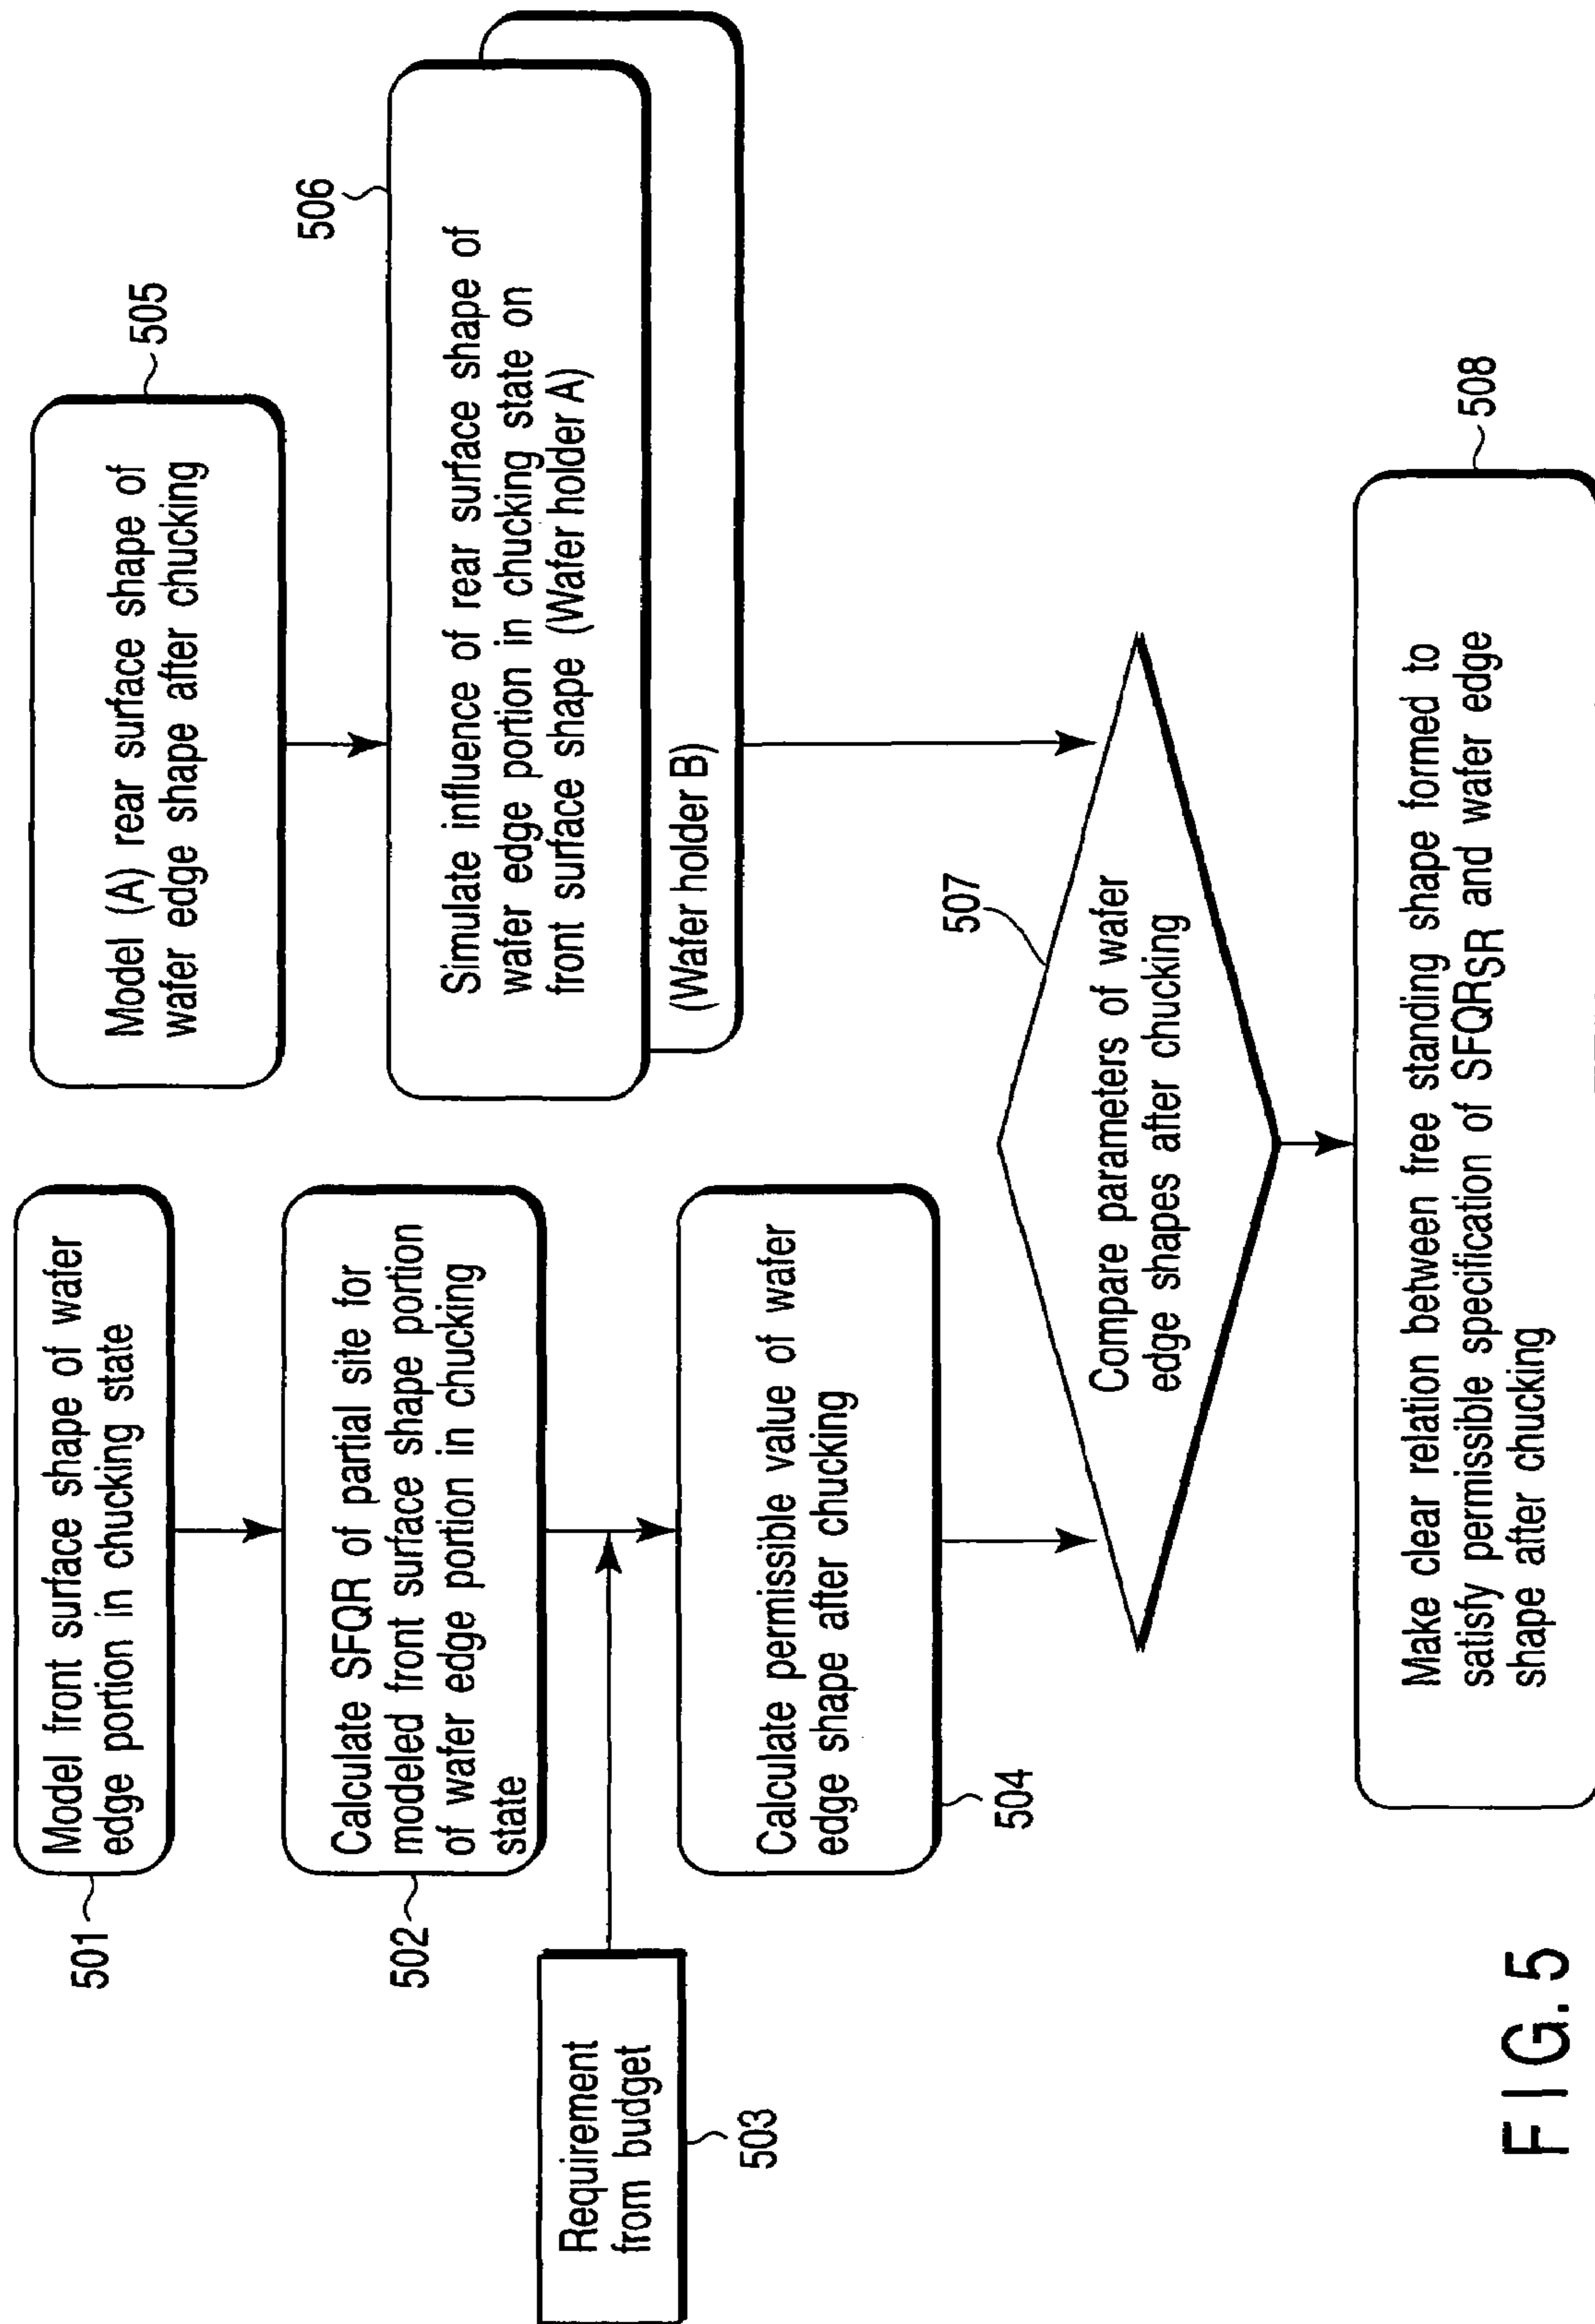 501
Model front surface shape of wafer
edge portion in chucking state
502
Calculate SFQR of partial site for
modeled front surface shape portion
of wafer edge portion in chucking
state
Requirement
from budget
503
Calculate permissible value of wafer
edge shape after chucking
504
Model (A) rear surface shape of
wafer edge shape after chucking
505
506
Simulate influence of rear surface shape of
wafer edge portion in chucking state on
front surface shape (Wafer holder A)
(Wafer holder B)
507
Compare parameters of wafer
edge shapes after chucking
508
Make clear relation between free standing shape formed to
satisfy permissible specification of SFQRSR and wafer edge
shape after chucking
FIG. 5